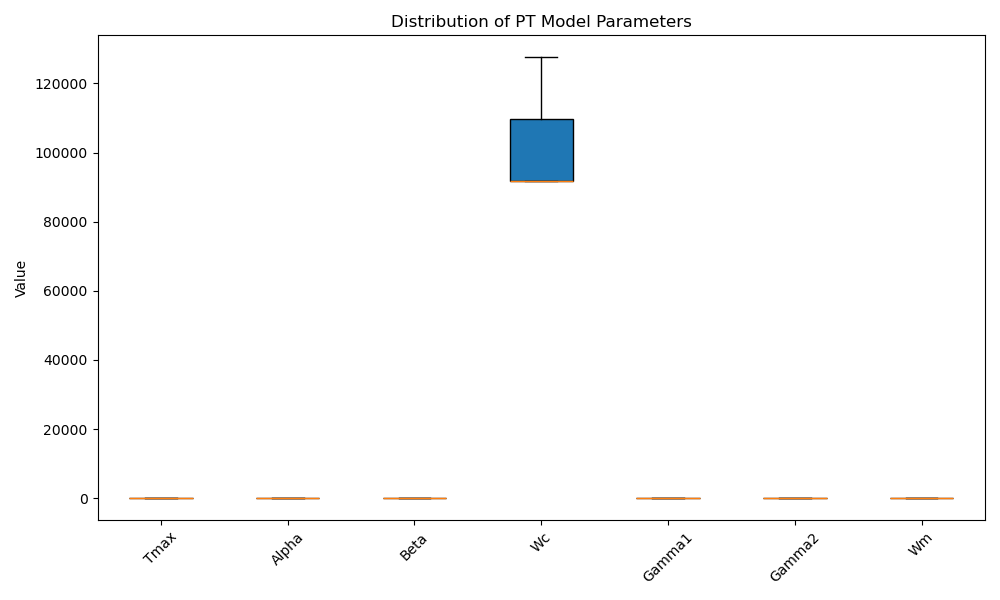 Distribution of PT Model Parameters
Value
120000
100000
80000
60000
40000
20000
0
Tmax
Alpha
Beta
Wc
Gamma1
Gamma2
Wm